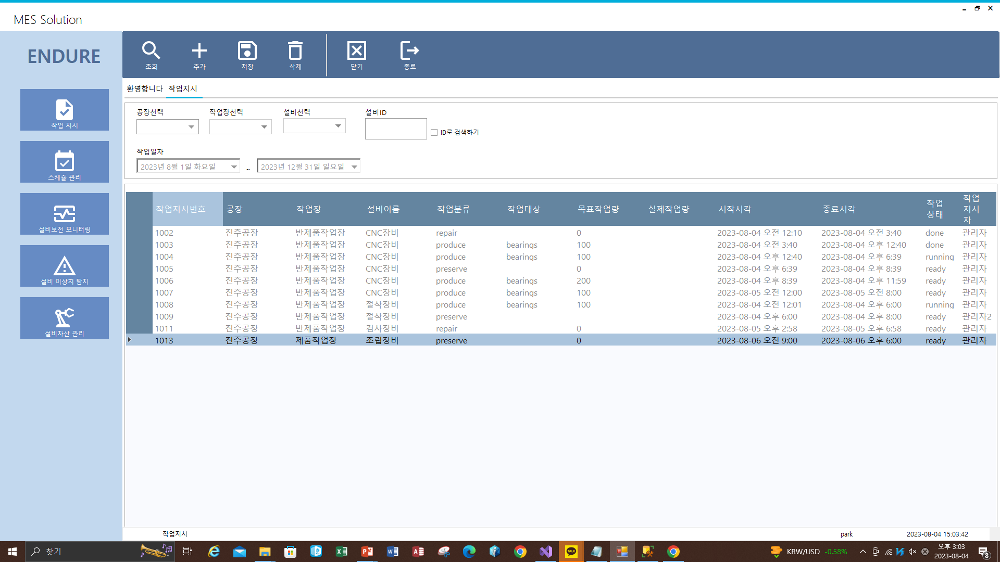 MES Solution
ENDURE
조회 추가 저장 삭제 닫기 종료
환영합니다 작업지시
작업 지시
스케쥴 관리
설비보전 모니터링
설비 이상치 탐지
설비자산 관리
공장선택 작업장선택 설비선택 설비ID
ID로 검색하기
작업일자
2023년 8월 1일 화요일 ~ 2023년 12월 31일 일요일
작업지시번호 공장 작업장 설비이름 작업분류 작업대상 목표작업량 실제작업량 시작시각 종료시각 작업상태 작업지시자
1002 진주공장 반제품작업장 CNC장비 repair 0 2023-08-04 오전 12:10 2023-08-04 오전 3:40 done 관리자
1003 진주공장 반제품작업장 CNC장비 produce bearings 100 2023-08-04 오전 3:40 2023-08-04 오후 12:40 done 관리자
1004 진주공장 반제품작업장 CNC장비 produce bearings 100 2023-08-04 오후 12:40 2023-08-04 오후 6:39 running 관리자
1005 진주공장 반제품작업장 CNC장비 preserve 0 2023-08-04 오후 6:39 2023-08-04 오후 8:39 ready 관리자
1006 진주공장 반제품작업장 CNC장비 produce bearings 200 2023-08-04 오후 8:39 2023-08-04 오후 11:59 ready 관리자
1007 진주공장 반제품작업장 CNC장비 produce bearings 100 2023-08-05 오전 12:00 2023-08-05 오전 8:00 ready 관리자
1008 진주공장 반제품작업장 절삭장비 produce bearings 100 2023-08-04 오전 12:01 2023-08-04 오후 6:00 running 관리자
1009 진주공장 반제품작업장 절삭장비 preserve 2023-08-04 오후 6:00 2023-08-04 오후 8:00 ready 관리자2
1011 진주공장 반제품작업장 검사장비 repair 0 2023-08-05 오후 2:58 2023-08-05 오후 6:58 ready 관리자
1013 진주공장 제품작업장 조립장비 preserve 0 2023-08-06 오전 9:00 2023-08-06 오후 6:00 ready 관리자
작업지시 park 2023-08-04 15:03:42
찾기 TALK KRW/USD -0.58% 오후 3:03
2023-08-04 8